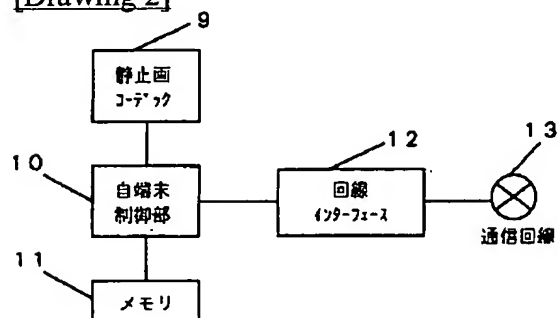 [Drawing 2]
9
静止画
コーデック
10
自端末
制御部
12
回線
インターフェース
13
通信回線
11
メモリ